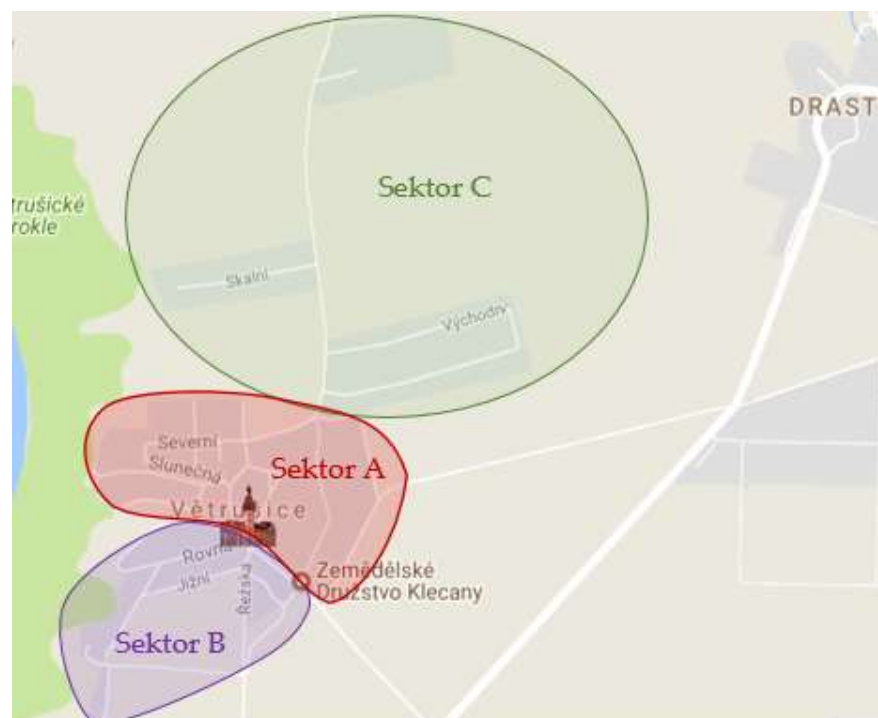 DRAST
Sektor C
trušické
rokle
Skalní
Východní
Severní
Slunečná
Sektor A
Větrušice
Rovná
Jižní
Řežská
Zemědělské
Družstvo Klecany
Sektor B